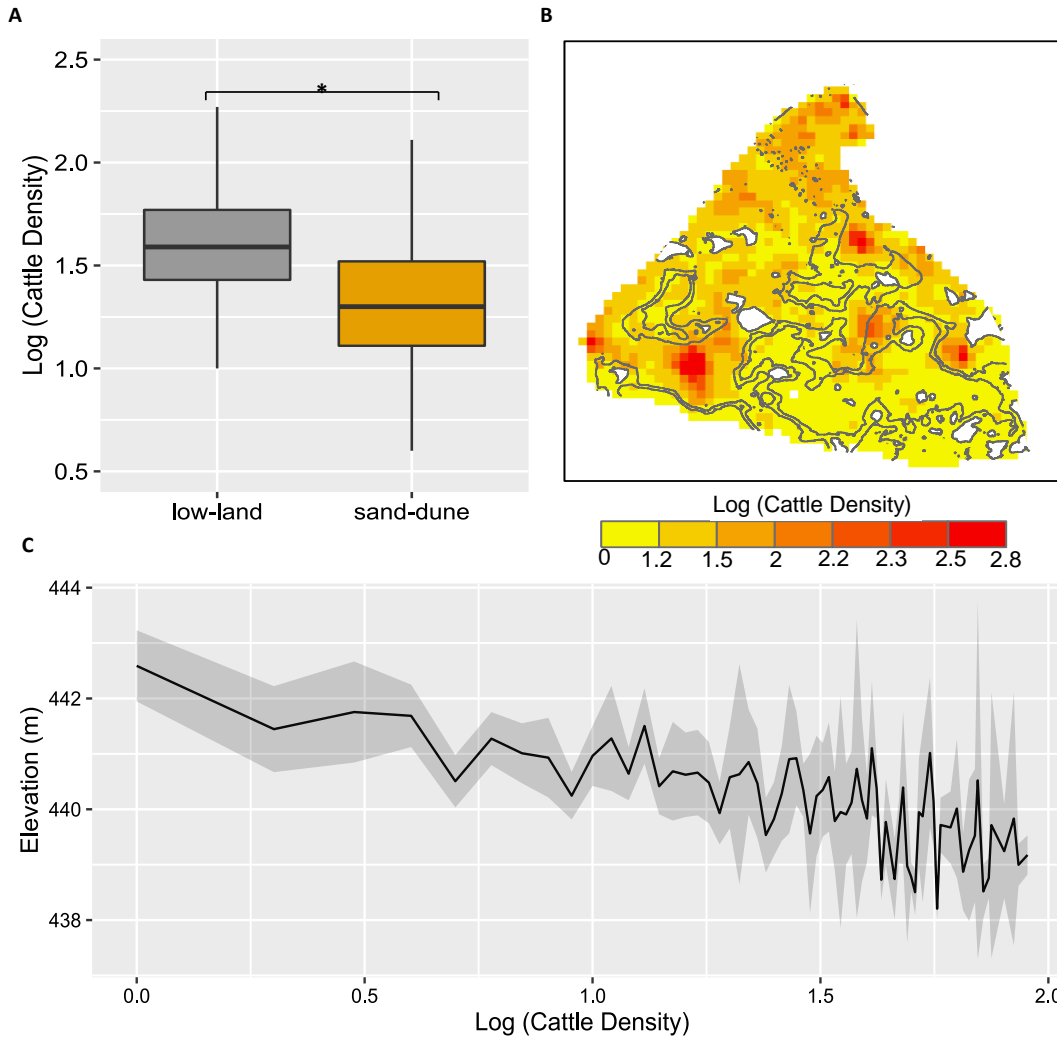 A
B
2.5
2.0
1.5
1.0
0.5
Log (Cattle Density)
*
low-land
sand-dune
Log (Cattle Density)
0 1.2 1.5 2 2.2 2.3 2.5 2.8
C
444
442
440
438
Elevation (m)
0.0 0.5 1.0 1.5 2.0
Log (Cattle Density)